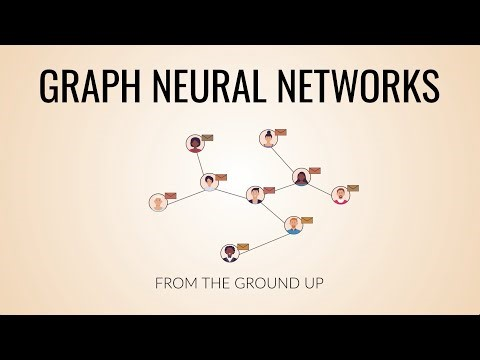 GRAPH NEURAL NETWORKS
FROM THE GROUND UP